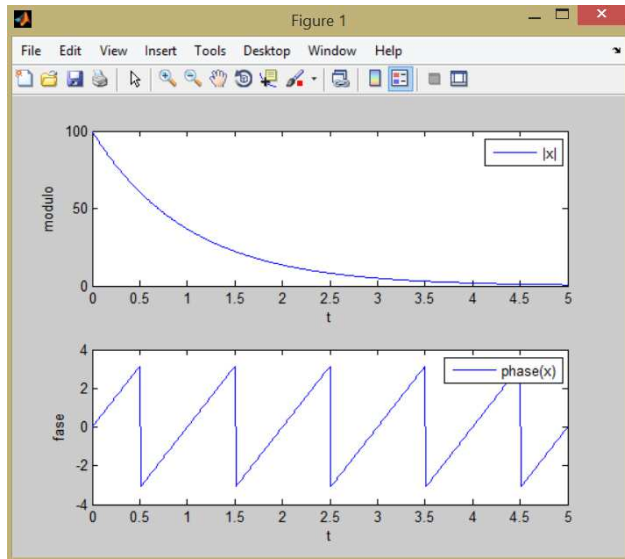 Figure 1
File Edit View Insert Tools Desktop Window Help
100
50
0
modulo
|x|
0 0.5 1 1.5 2 2.5 3 3.5 4 4.5 5
t
4
2
0
-2
-4
fase
phase(x)
0 0.5 1 1.5 2 2.5 3 3.5 4 4.5 5
t